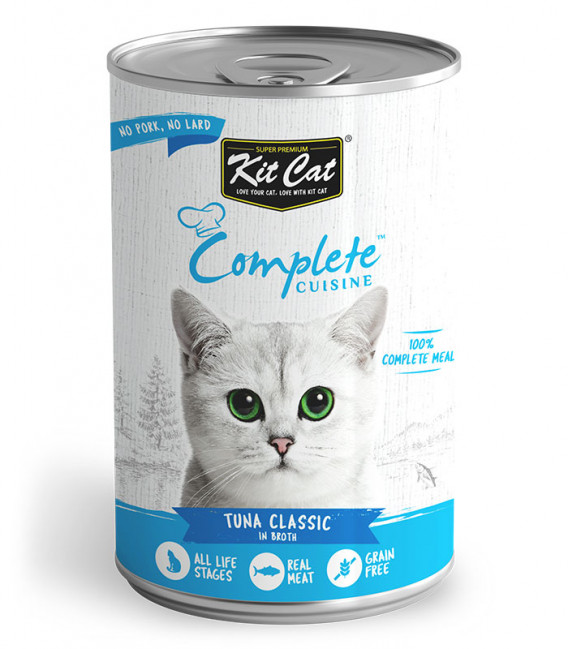 NO PORK, NO LARD
SUPER PREMIUM
Kit Cat®
LOVE YOUR CAT, LOVE WITH KIT CAT
Complete™
CUISINE
100%
COMPLETE MEAL
TUNA CLASSIC
IN BROTH
ALL LIFE
STAGES
REAL
MEAT
GRAIN
FREE